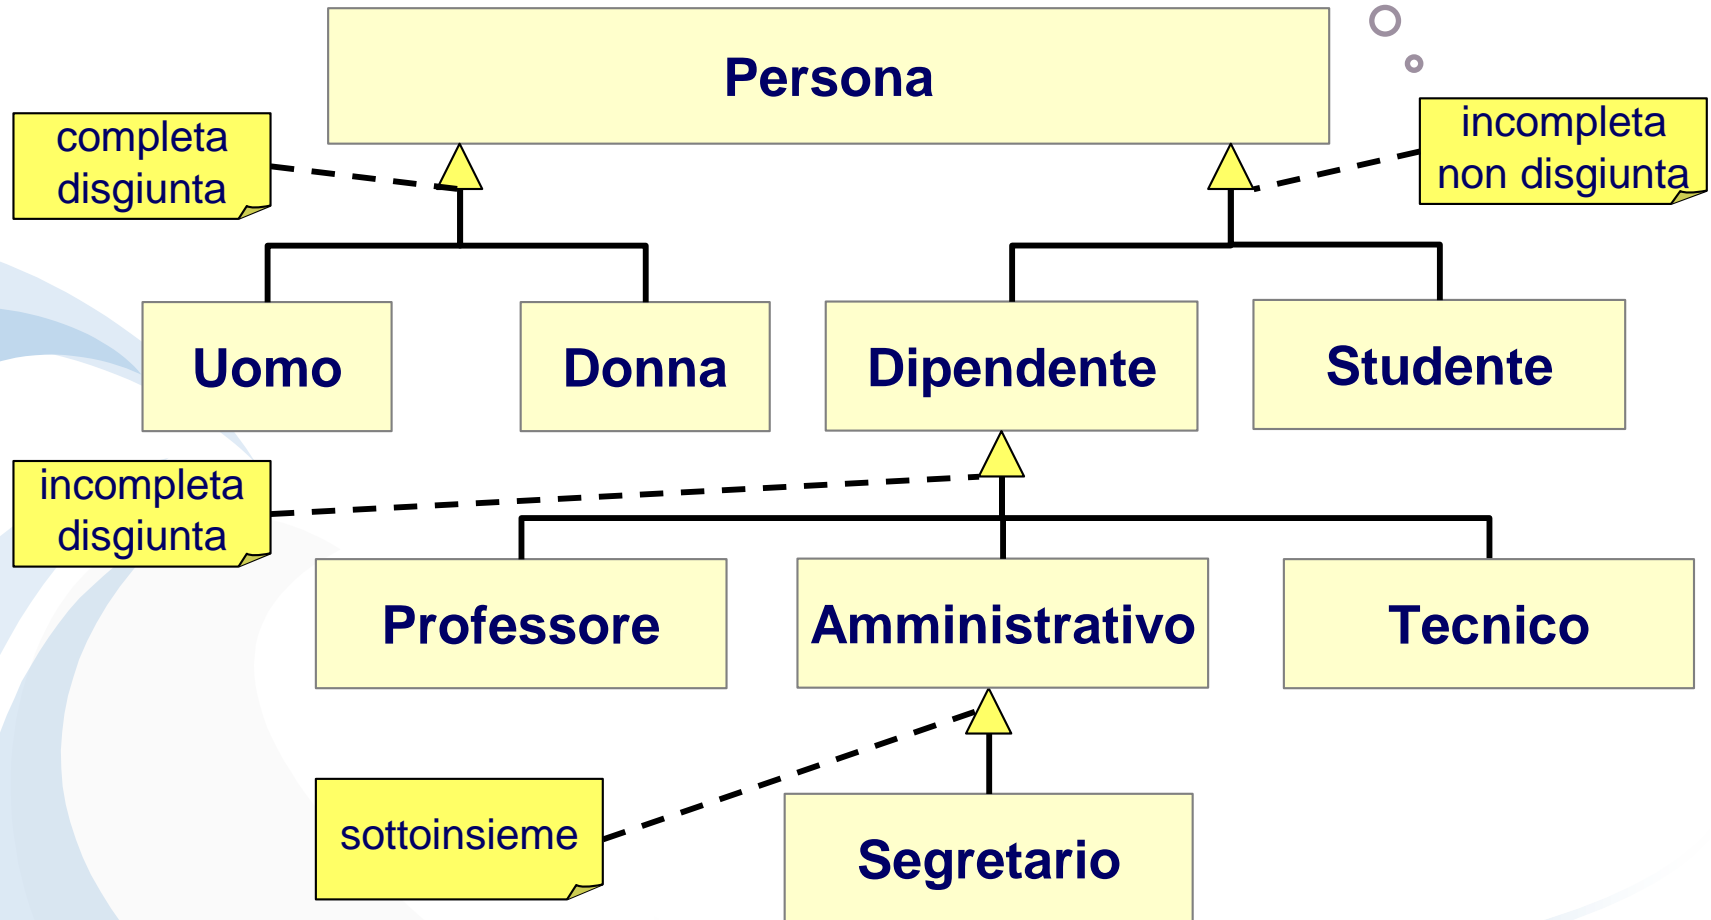 Persona
completa
disgiunta
incompleta
non disgiunta
Uomo
Donna
Dipendente
Studente
incompleta
disgiunta
Professore
Amministrativo
Tecnico
sottoinsieme
Segretario